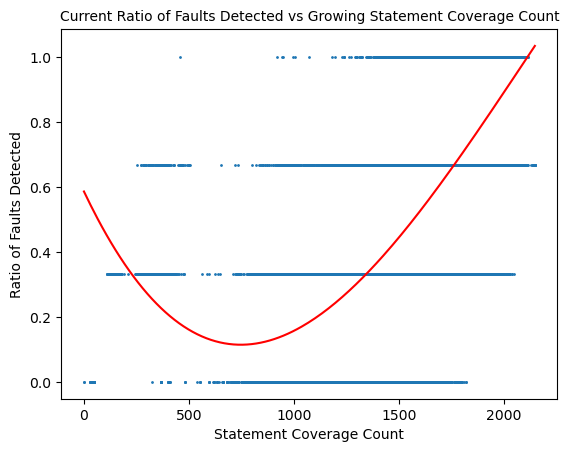 Current Ratio of Faults Detected vs Growing Statement Coverage Count
1.0
0.8
0.6
0.4
0.2
0.0
Ratio of Faults Detected
0 500 1000 1500 2000
Statement Coverage Count